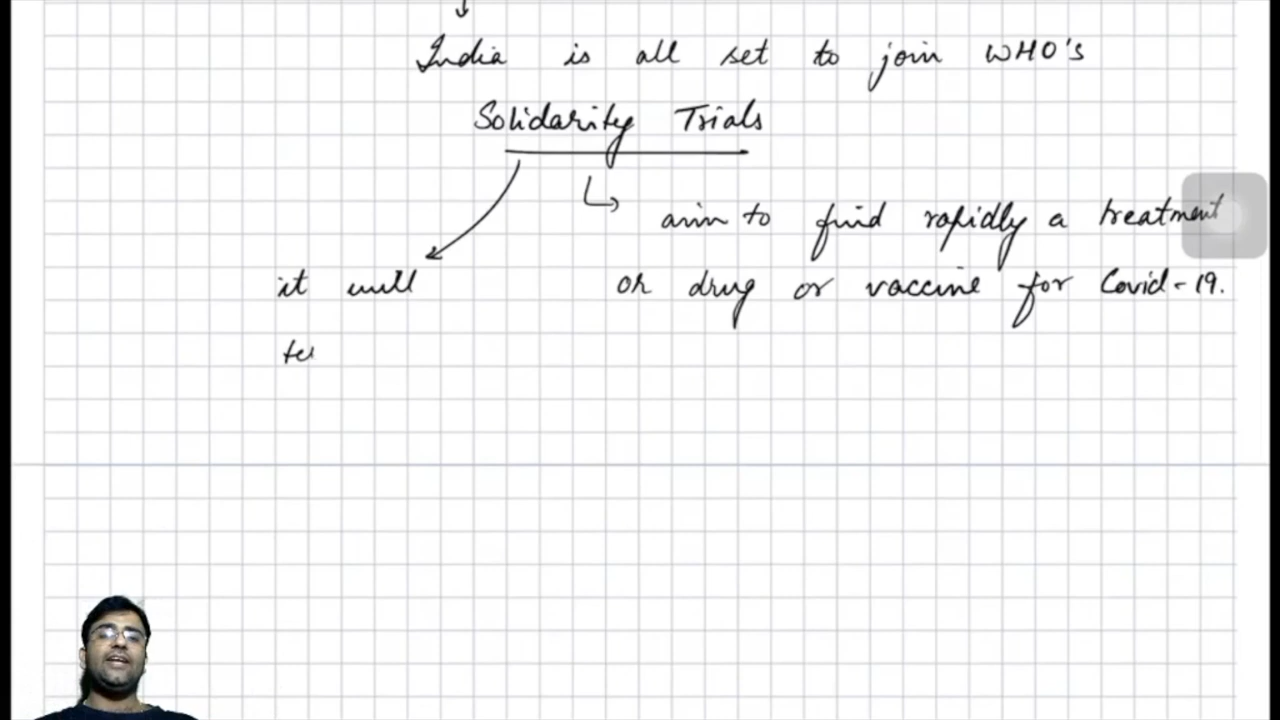 India is all set to join WHO's
Solidarity Trials
aim to find rapidly a treatment
it will
or drug or vaccine for Covid-19.